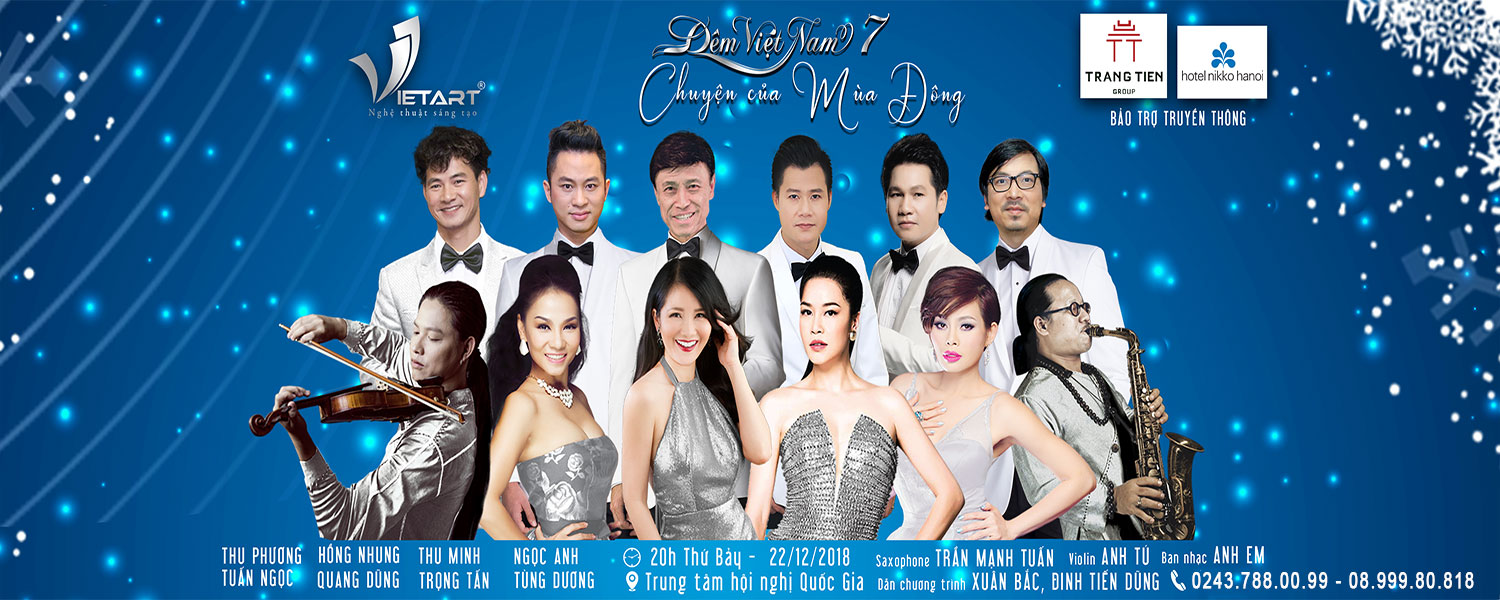 VIETART®
Nghệ thuật sáng tạo
Đêm Việt Nam 7
Chuyện của Mùa Đông
TRANG TIEN
GROUP
hotel nikko hanoi
BẢO TRỢ TRUYỀN THÔNG
THU PHƯƠNG HỒNG NHUNG THU MINH NGỌC ANH
TUẤN NGỌC QUANG DŨNG TRỌNG TẤN TÙNG DƯƠNG
20h Thứ Bảy - 22/12/2018
Trung tâm hội nghị Quốc Gia
Saxophone TRẦN MẠNH TUẤN Violin ANH TÚ Ban nhạc ANH EM
Dẫn chương trình XUÂN BẮC, ĐINH TIẾN DŨNG 0243.788.00.99 - 08.999.80.818